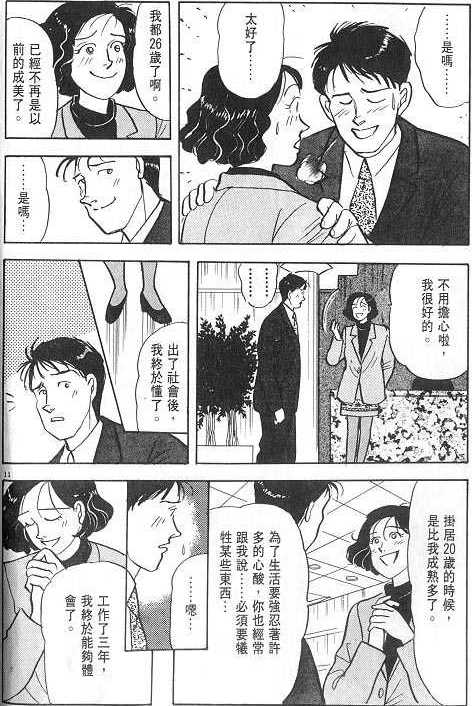 …是嗎…
太好了…
我都26歲了啊。
已經不再是以
前的成美了。
…是嗎…
不用擔心啦，
我很好的。
………
………
出了社會後，
我終於懂了。
掛居20歲的時候，
是比我成熟多了。
為了生活要強忍著許
多的心酸，你也經常
跟我說……必須要犧
牲某些東西…
…嗯…
工作了三年，
我終於能夠體
會了。
11